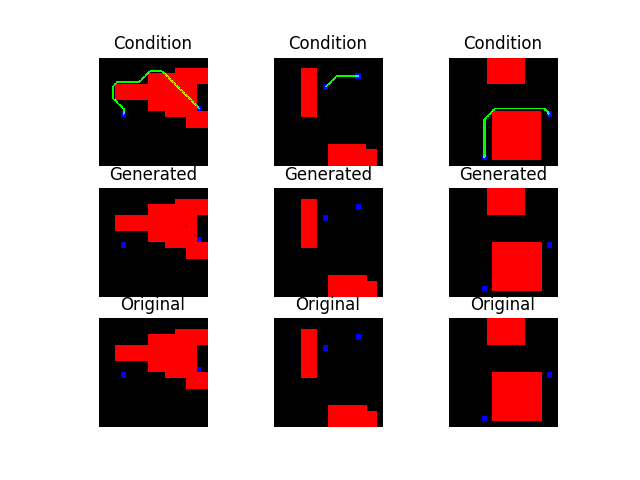 Condition Condition Condition
Generated Generated Generated
Original Original Original